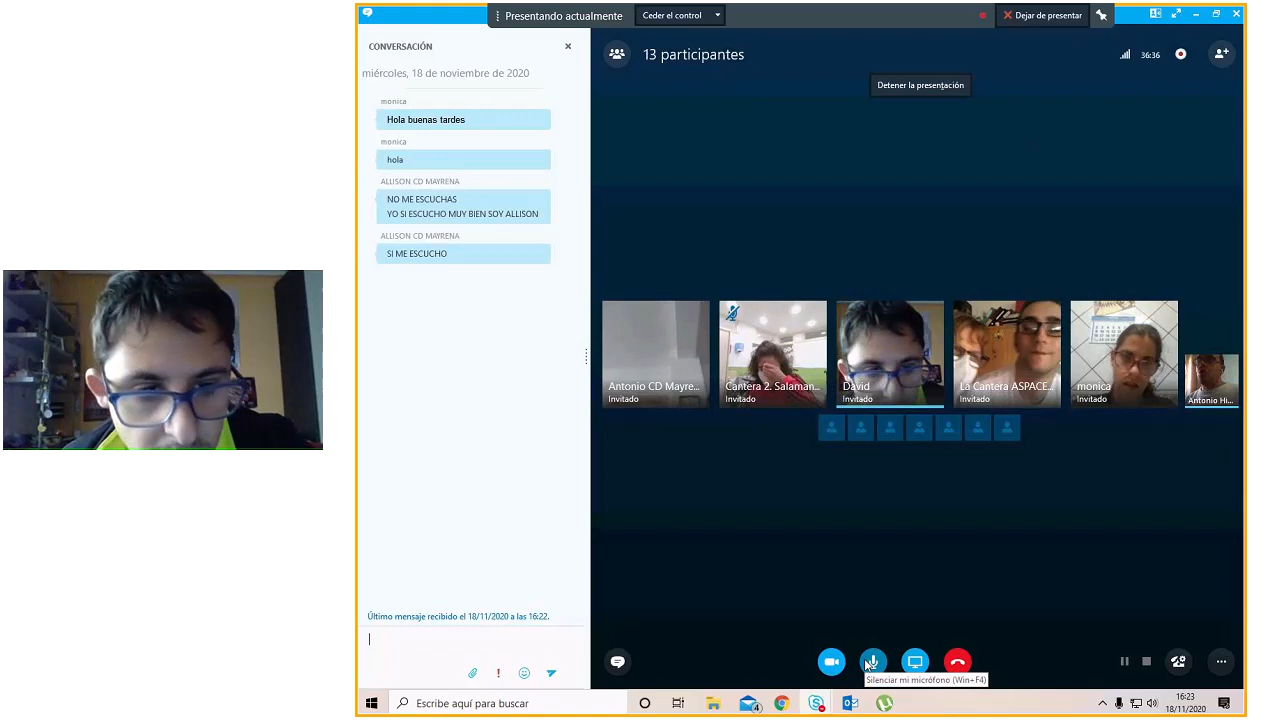 Presentando actualmente
Ceder el control
Dejar de presentar
CONVERSACIÓN
miércoles, 18 de noviembre de 2020
monica
Hola buenas tardes
monica
hola
ALLISON CD MAYRENA
NO ME ESCUCHAS
YO SI ESCUCHO MUY BIEN SOY ALLISON
ALLISON CD MAYRENA
SI ME ESCUCHO
Último mensaje recibido el 18/11/2020 a las 16:22.
13 participantes
36:36
Detener la presentación
Antonio CD Mayre...
Invitado
Cantera 2. Salaman...
Invitado
David
Invitado
La Cantera ASPACE...
Invitado
monica
Invitado
Antonio Hi...
Silenciar mi micrófono (Win+F4)
Escribe aquí para buscar
4
16:23
18/11/2020